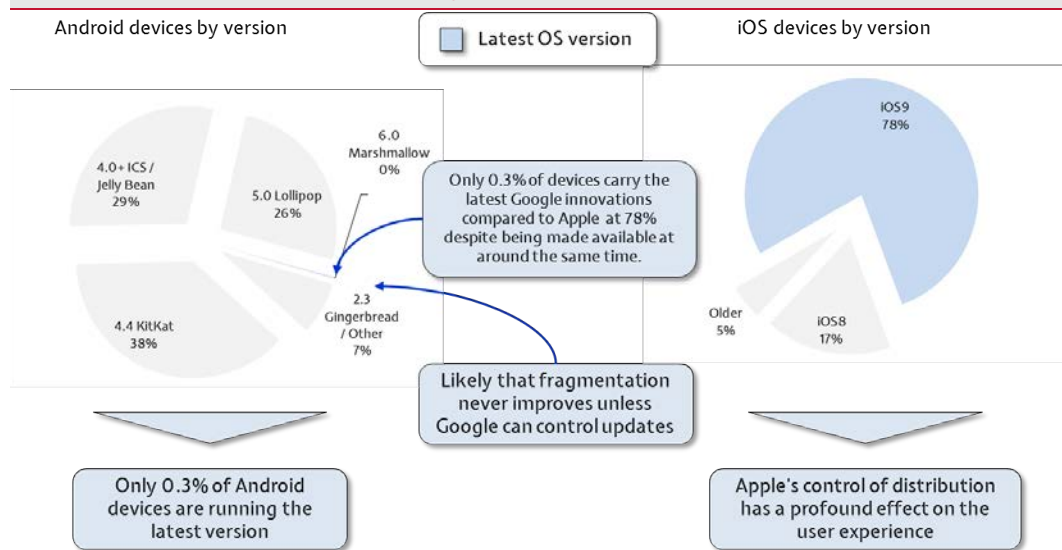 Android devices by version
Latest OS version
iOS devices by version
4.0+ ICS /
Jelly Bean
29%
5.0 Lollipop
26%
6.0
Marshmallow
0%
2.3
Gingerbread
/ Other
7%
4.4 KitKat
38%
Only 0.3% of devices carry the
latest Google innovations
compared to Apple at 78%
despite being made available at
around the same time.
iOS9
78%
Older
5%
iOS8
17%
Likely that fragmentation
never improves unless
Google can control updates
Only 0.3% of Android
devices are running the
latest version
Apple's control of distribution
has a profound effect on the
user experience